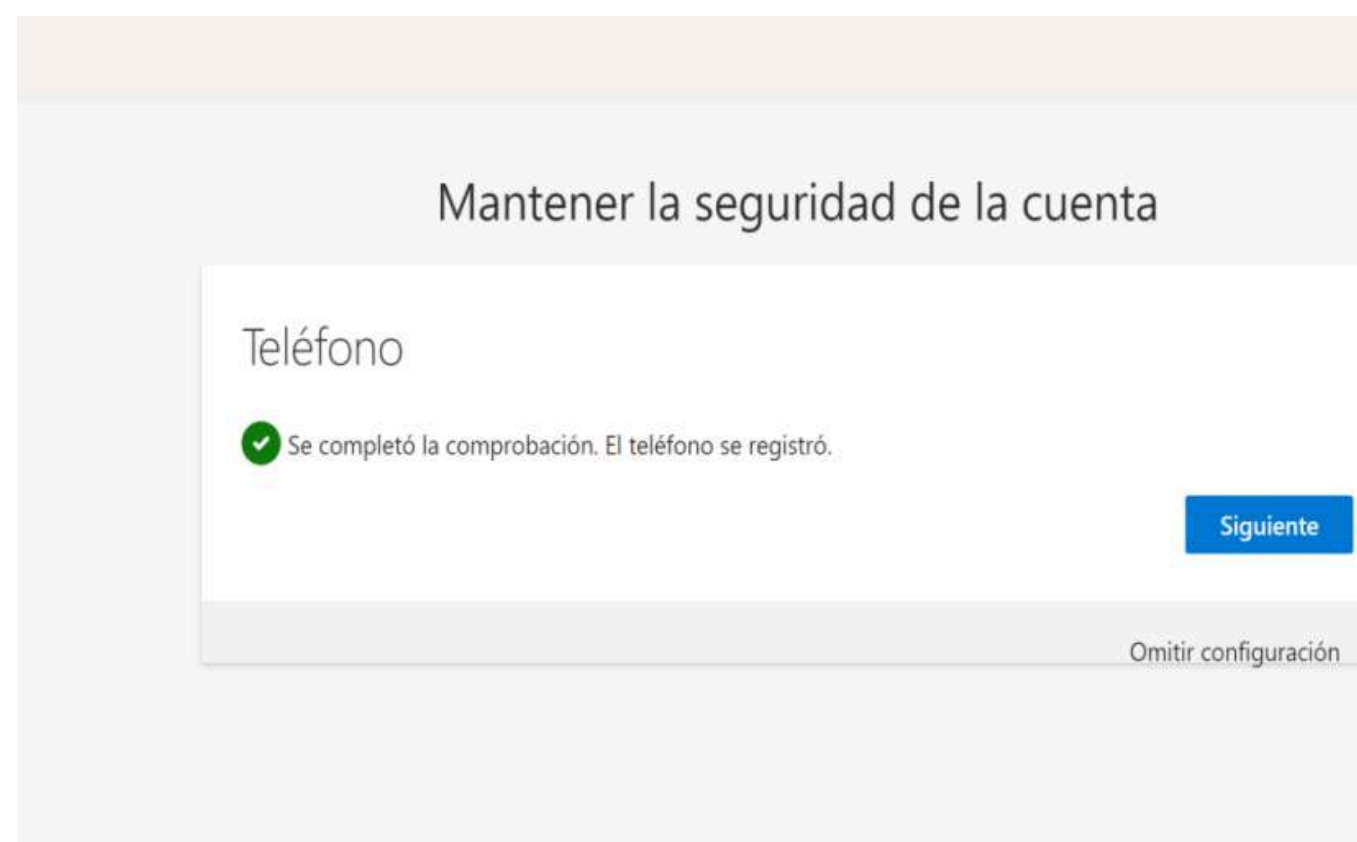 Mantener la seguridad de la cuenta
Teléfono
Se completó la comprobación. El teléfono se registró.
Siguiente
Omitir configuración